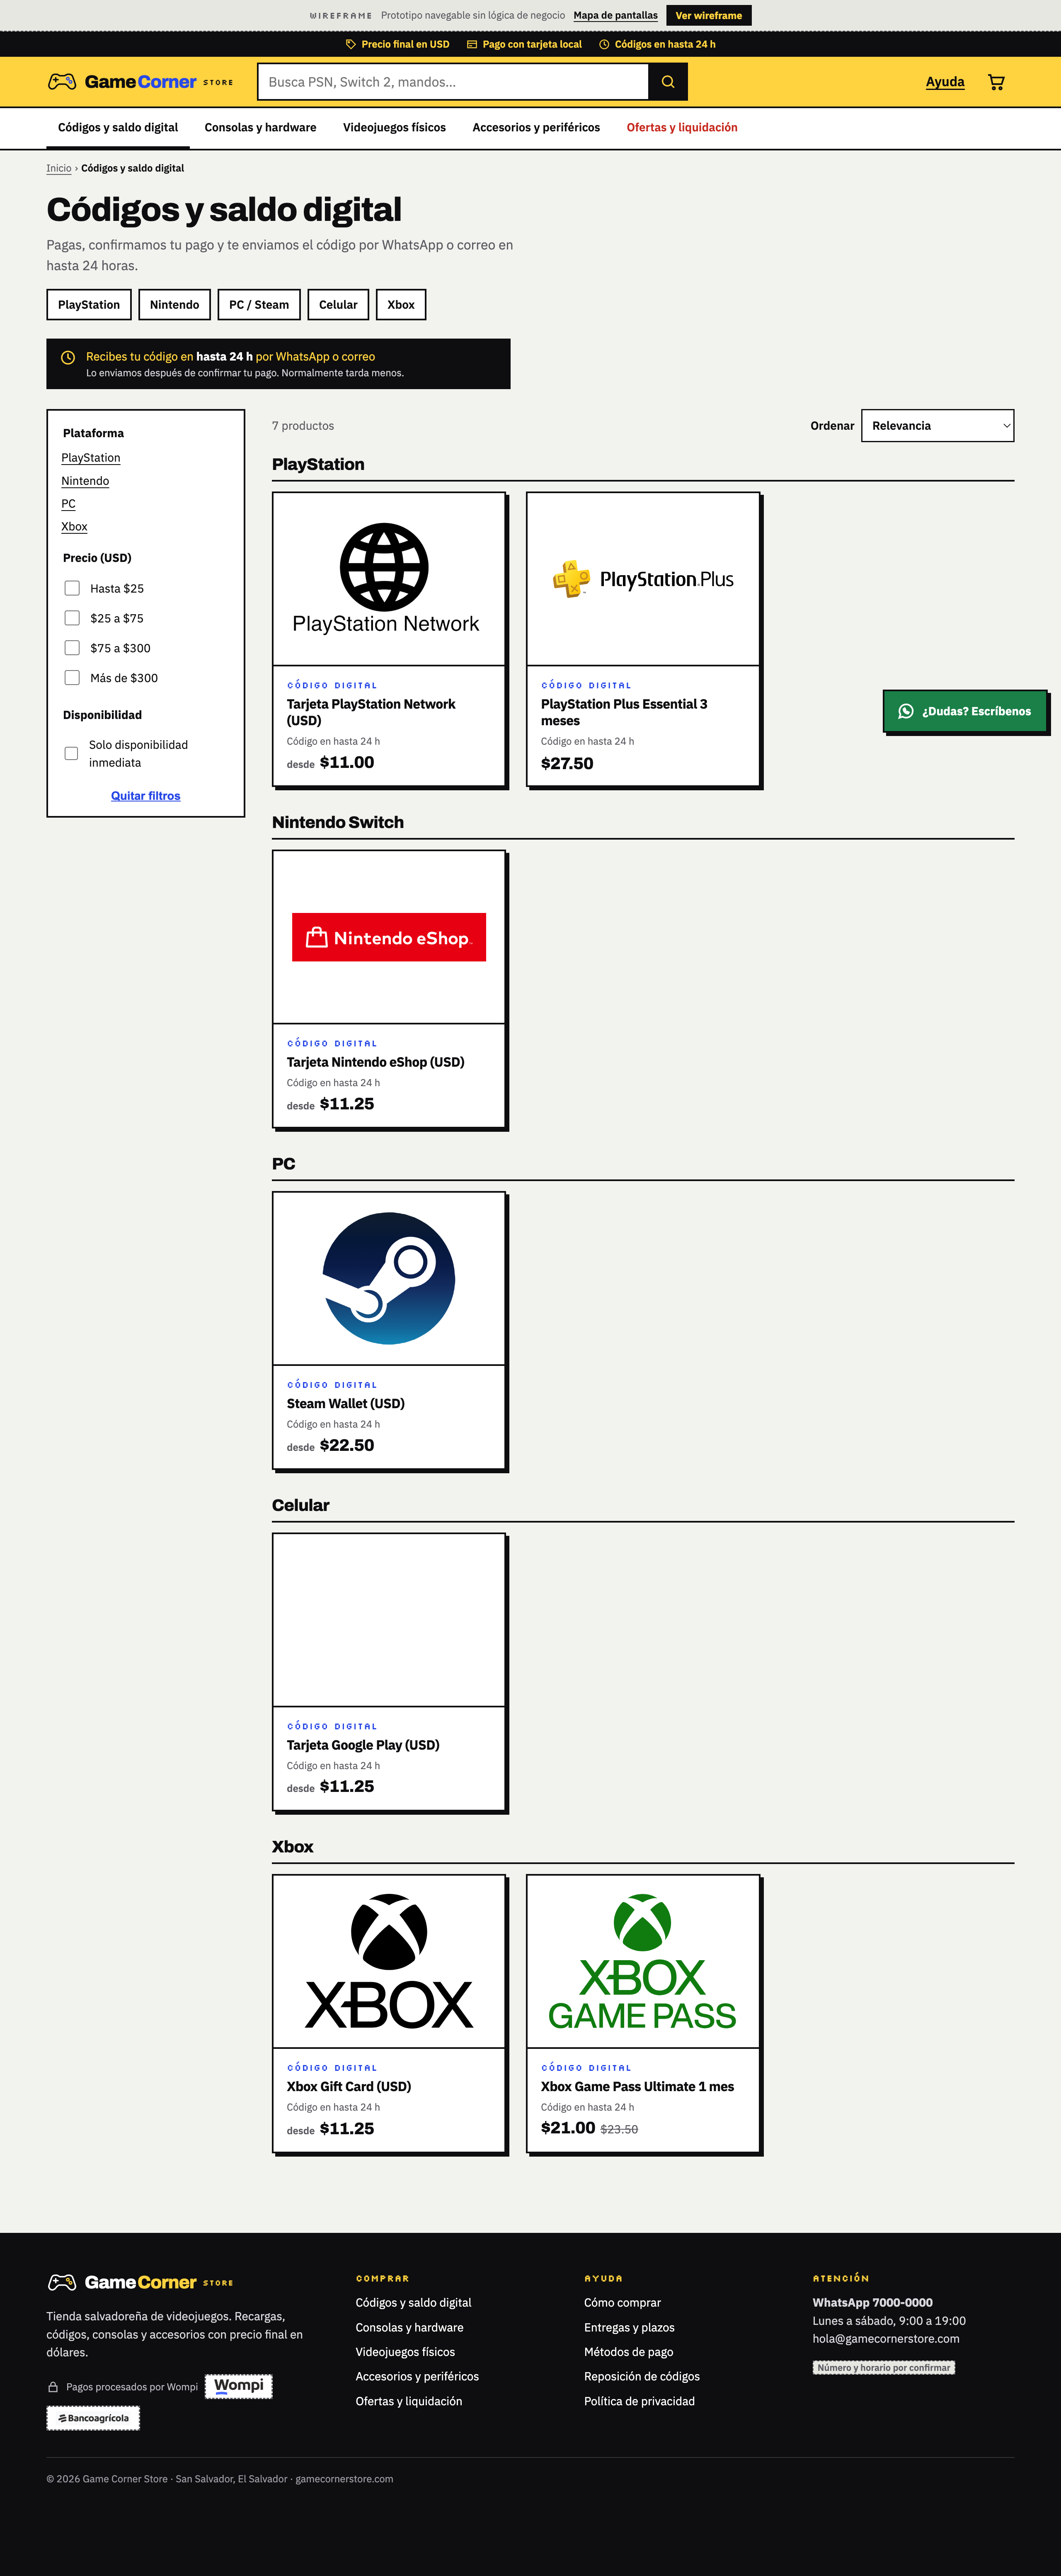 WIREFRAME Prototipo navegable sin lógica de negocio Mapa de pantallas Ver wireframe
Precio final en USD Pago con tarjeta local Códigos en hasta 24 h
GameCorner STORE Busca PSN, Switch 2, mandos... Ayuda
Códigos y saldo digital Consolas y hardware Videojuegos físicos Accesorios y periféricos Ofertas y liquidación
Inicio › Códigos y saldo digital
Códigos y saldo digital
Pagas, confirmamos tu pago y te enviamos el código por WhatsApp o correo en
hasta 24 horas.
PlayStation Nintendo PC / Steam Celular Xbox
Recibes tu código en hasta 24 h por WhatsApp o correo
Lo enviamos después de confirmar tu pago. Normalmente tarda menos.
Plataforma
PlayStation
Nintendo
PC
Xbox
Precio (USD)
Hasta $25
$25 a $75
$75 a $300
Más de $300
Disponibilidad
Solo disponibilidad
inmediata
Quitar filtros
7 productos
Ordenar Relevancia
PlayStation
PlayStation Network
CÓDIGO DIGITAL
Tarjeta PlayStation Network
(USD)
Código en hasta 24 h
desde $11.00
PlayStation.Plus
CÓDIGO DIGITAL
PlayStation Plus Essential 3
meses
Código en hasta 24 h
$27.50
¿Dudas? Escríbenos
Nintendo Switch
Nintendo eShop
CÓDIGO DIGITAL
Tarjeta Nintendo eShop (USD)
Código en hasta 24 h
desde $11.25
PC
CÓDIGO DIGITAL
Steam Wallet (USD)
Código en hasta 24 h
desde $22.50
Celular
CÓDIGO DIGITAL
Tarjeta Google Play (USD)
Código en hasta 24 h
desde $11.25
Xbox
XBOX
CÓDIGO DIGITAL
Xbox Gift Card (USD)
Código en hasta 24 h
desde $11.25
XBOX
GAME PASS
CÓDIGO DIGITAL
Xbox Game Pass Ultimate 1 mes
Código en hasta 24 h
$21.00 $23.50
GameCorner STORE
Tienda salvadoreña de videojuegos. Recargas,
códigos, consolas y accesorios con precio final en
dólares.
Pagos procesados por Wompi Wompi
Bancoagrícola
COMPRAR
Códigos y saldo digital
Consolas y hardware
Videojuegos físicos
Accesorios y periféricos
Ofertas y liquidación
AYUDA
Cómo comprar
Entregas y plazos
Métodos de pago
Reposición de códigos
Política de privacidad
ATENCIÓN
WhatsApp 7000-0000
Lunes a sábado, 9:00 a 19:00
hola@gamecornerstore.com
Número y horario por confirmar
© 2026 Game Corner Store · San Salvador, El Salvador · gamecornerstore.com